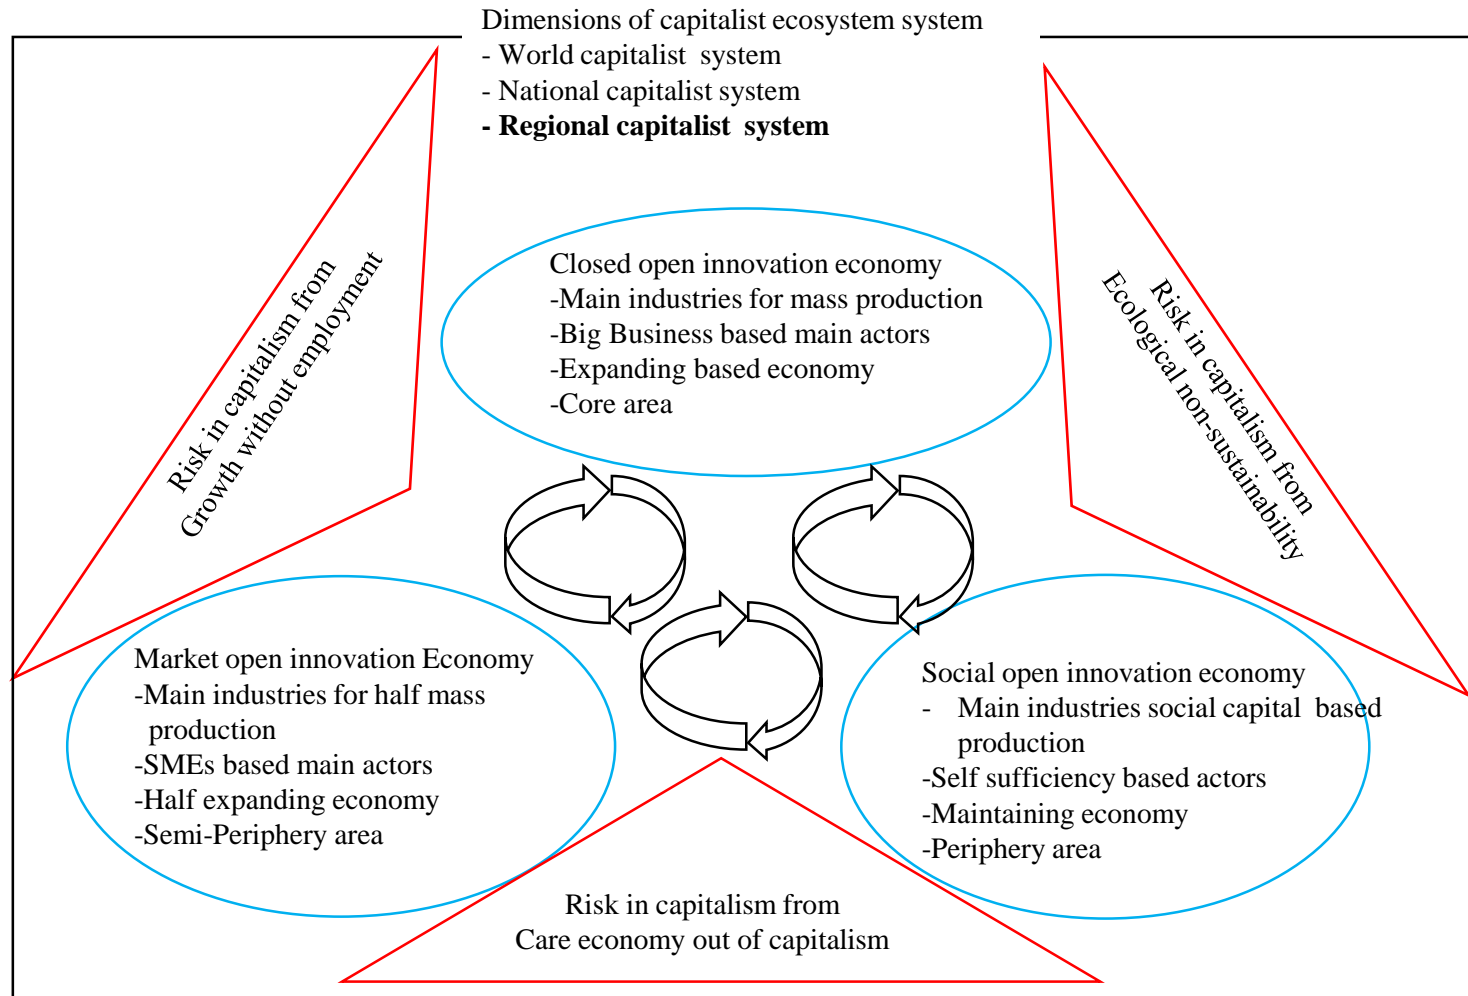 Dimensions of capitalist ecosystem system
- World capitalist system
- National capitalist system
- Regional capitalist system
Risk in capitalism from
Growth without employment
Closed open innovation economy
-Main industries for mass production
-Big Business based main actors
-Expanding based economy
-Core area
Risk in capitalism from
Ecological non-sustainability
Market open innovation Economy
-Main industries for half mass
production
-SMEs based main actors
-Half expanding economy
-Semi-Periphery area
Social open innovation economy
- Main industries social capital based
production
-Self sufficiency based actors
-Maintaining economy
-Periphery area
Risk in capitalism from
Care economy out of capitalism